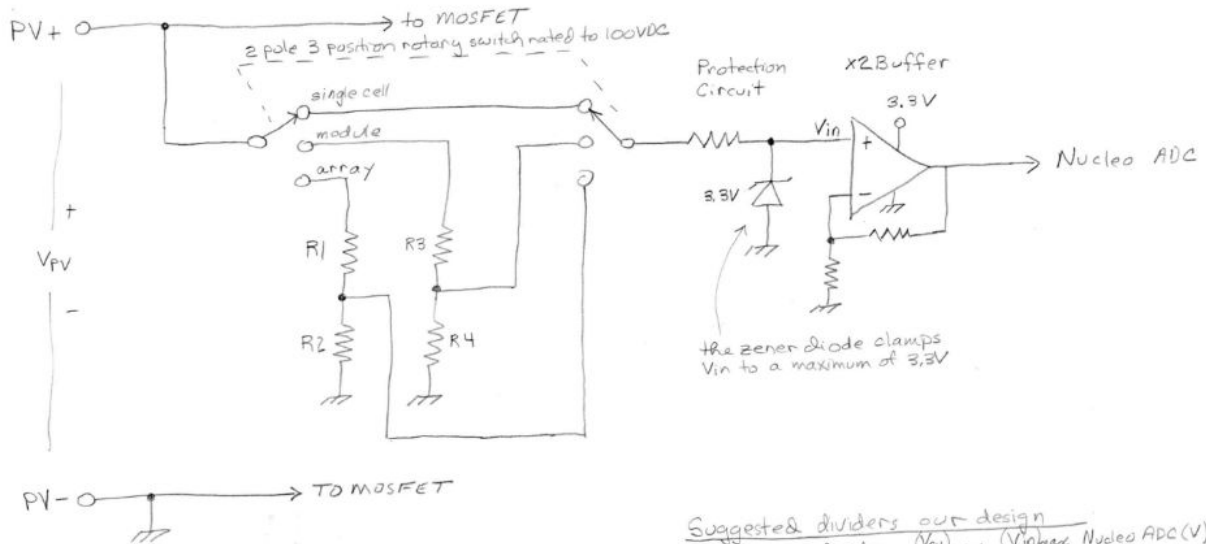 PV+
to MOSFET
2 pole 3 position rotary switch rated to 100VDC
single cell
module
array
Protection
Circuit
x2 Buffer
3.3V
Vin
+
-
Nucleo ADC
3.3V
+
VPV
-
R1
R3
R2
R4
the zener diode clamps
Vin to a maximum of 3.3V
PV-
TO MOSFET
Suggested dividers our design
Nucleo ADC (V)